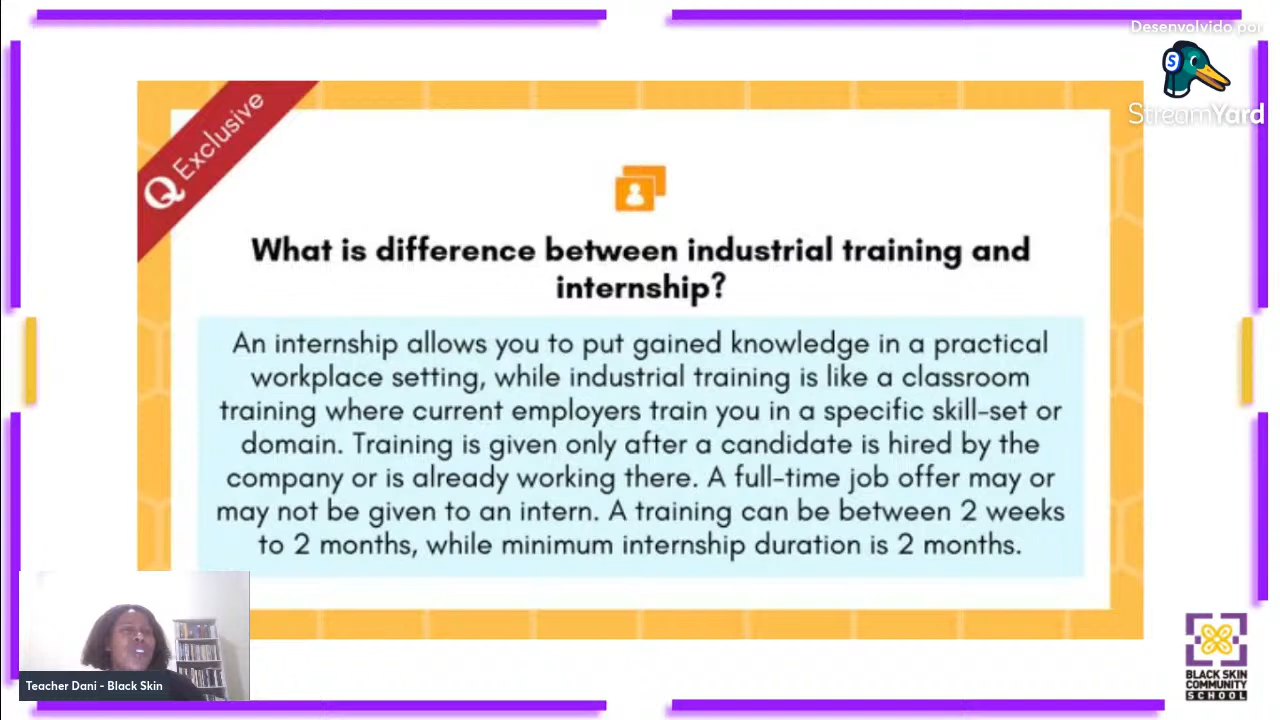 Desenvolvido por
S
StreamYard
Q Exclusive
What is difference between industrial training and
internship?
An internship allows you to put gained knowledge in a practical
workplace setting, while industrial training is like a classroom
training where current employers train you in a specific skill-set or
domain. Training is given only after a candidate is hired by the
company or is already working there. A full-time job offer may or
may not be given to an intern. A training can be between 2 weeks
to 2 months, while minimum internship duration is 2 months.
Teacher Dani - Black Skin
BLACK SKIN
COMMUNITY
SCHOOL